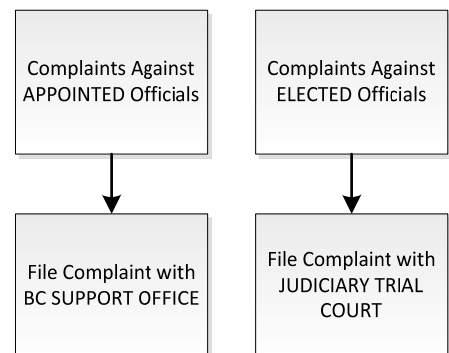 Complaints Against
APPOINTED Officials
Complaints Against
ELECTED Officials
File Complaint with
BC SUPPORT OFFICE
File Complaint with
JUDICIARY TRIAL
COURT